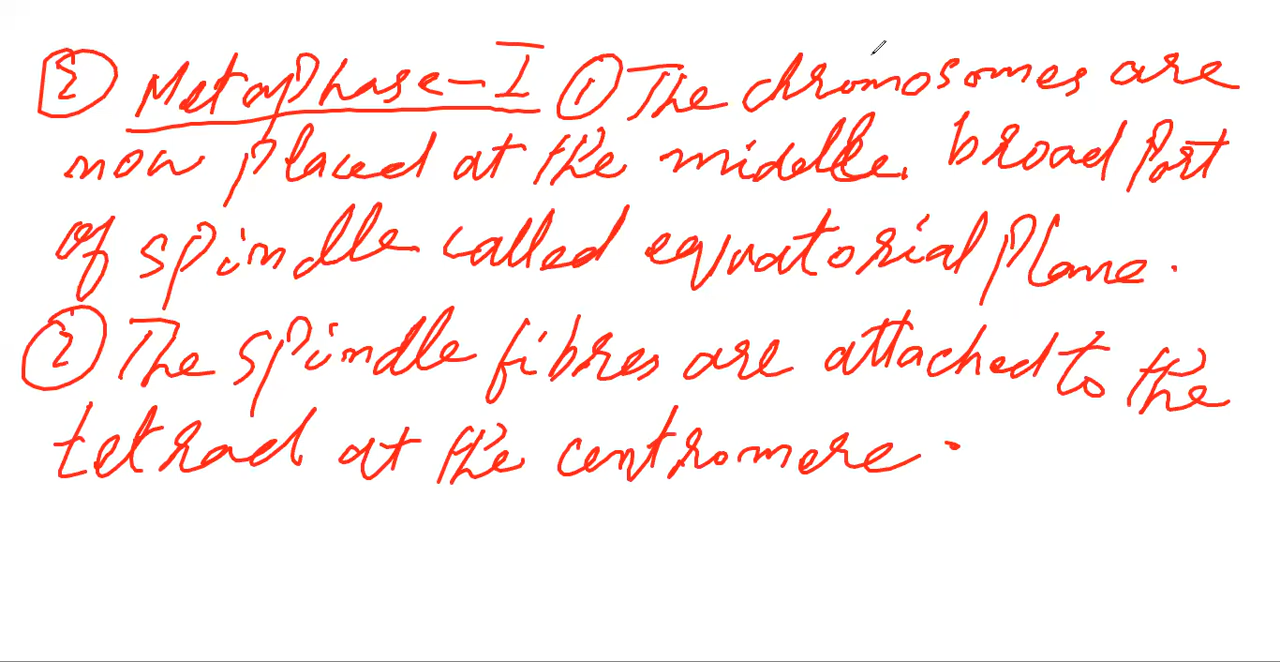 ② Metaphase-I ① The chromosomes are
now placed at the middle. broad part
of spindle called equatorial plane.
② The spindle fibres are attached to the
tetrad at the centromere.